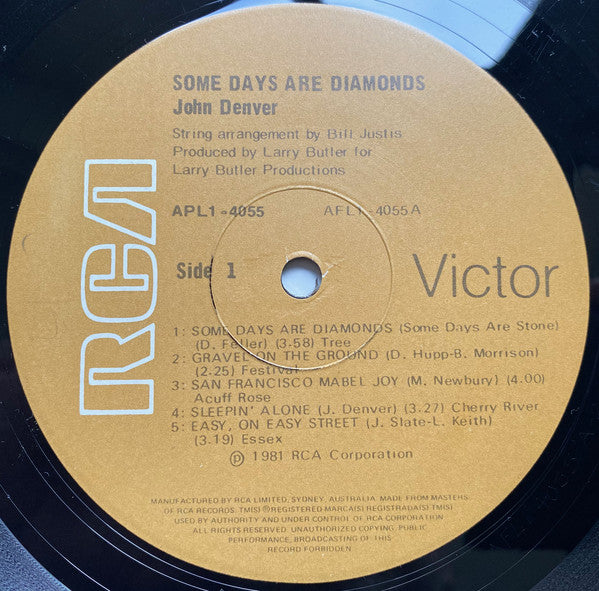 SOME DAYS ARE DIAMONDS
John Denver
String arrangement by Bill Justis
Produced by Larry Butler for
Larry Butler Productions
APL1-4055 AFL1-4055A
Side 1
RCA
Victor
1: SOME DAYS ARE DIAMONDS (Some Days Are Stone)
(D. Feller) (3.58) Tree
2: GRAVEL ON THE GROUND (D. Hupp-B. Morrison)
(2.25) Festival
3: SAN FRANCISCO MABEL JOY (M. Newbury) (4.00)
Acuff Rose
4: SLEEPIN' ALONE (J. Denver) (3.27) Cherry River
5: EASY, ON EASY STREET (J. Slate-L. Keith)
(3.19) Essex
℗ 1981 RCA Corporation
MANUFACTURED BY RCA LIMITED, SYDNEY, AUSTRALIA. MADE FROM MASTERS
OF RCA RECORDS. TM(S) ®REGISTERED-MARCA(S) REGISTRADA(S) TM(S)
USED BY AUTHORITY AND UNDER CONTROL OF RCA CORPORATION
ALL RIGHTS RESERVED. UNAUTHORIZED COPYING, PUBLIC
PERFORMANCE, BROADCASTING OF THIS
RECORD FORBIDDEN